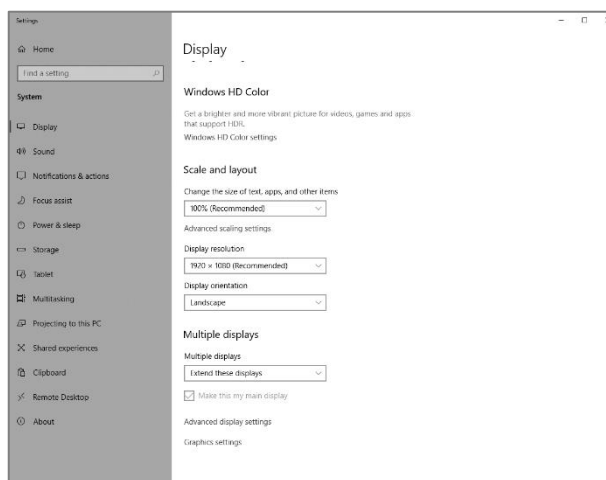 Settings
Home
Find a setting
System
Display
Sound
Notifications & actions
Focus assist
Power & sleep
Storage
Tablet
Multitasking
Projecting to this PC
Shared experiences
Clipboard
Remote Desktop
About
Display
Windows HD Color
Get a brighter and more vibrant picture for videos, games and apps
that support HDR.
Windows HD Color settings
Scale and layout
Change the size of text, apps, and other items
100% (Recommended)
Advanced scaling settings
Display resolution
1920 × 1080 (Recommended)
Display orientation
Landscape
Multiple displays
Multiple displays
Extend these displays
Make this my main display
Advanced display settings
Graphics settings